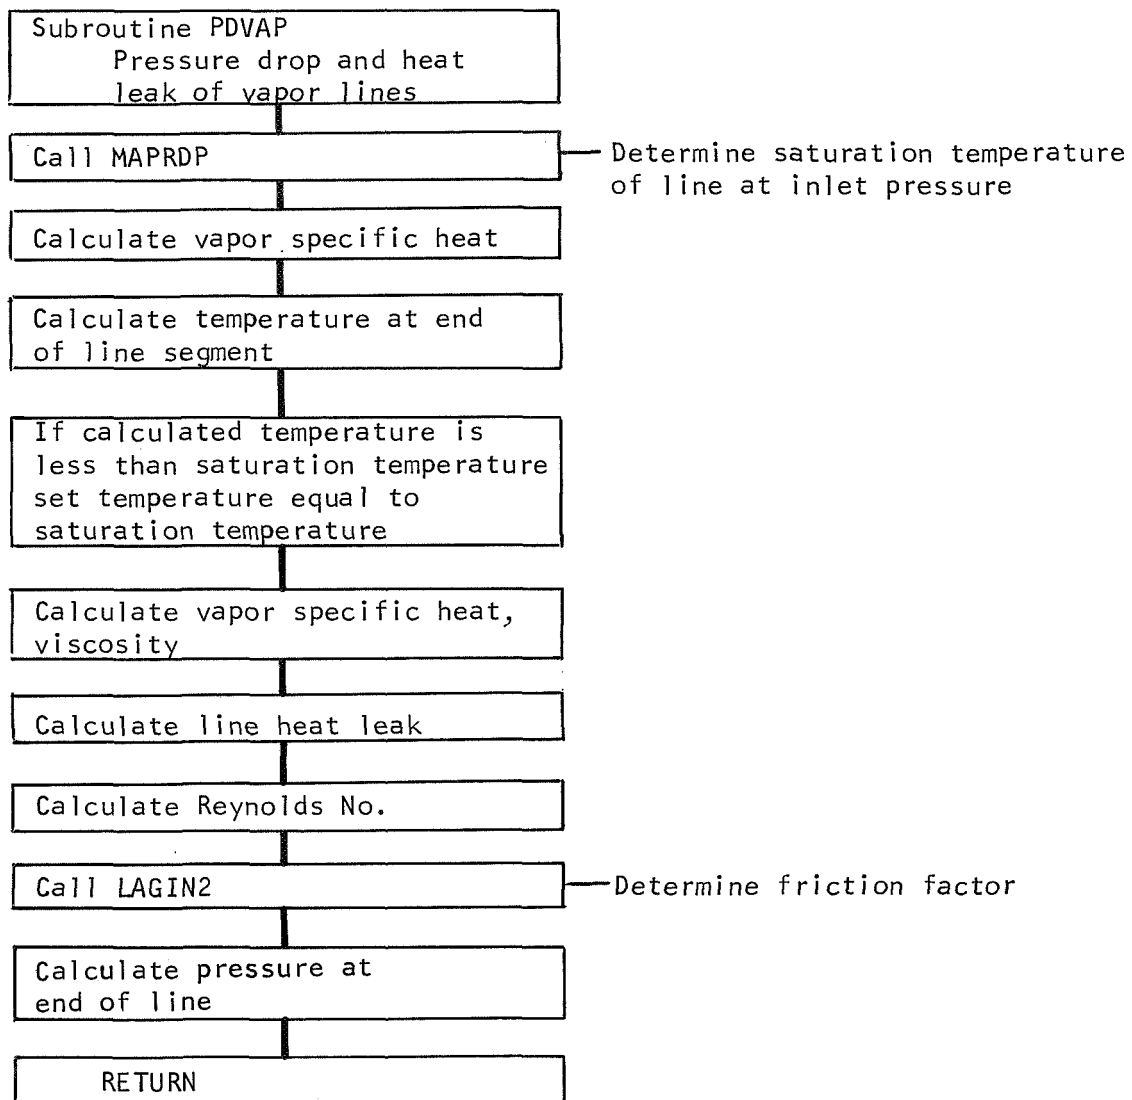 Subroutine PDVAP
Pressure drop and heat
leak of vapor lines
Call MAPRDP
Determine saturation temperature
of line at inlet pressure
Calculate vapor specific heat
Calculate temperature at end
of line segment
If calculated temperature is
less than saturation temperature
set temperature equal to
saturation temperature
Calculate vapor specific heat,
viscosity
Calculate line heat leak
Calculate Reynolds No.
Call LAGIN2
Determine friction factor
Calculate pressure at
end of line
RETURN